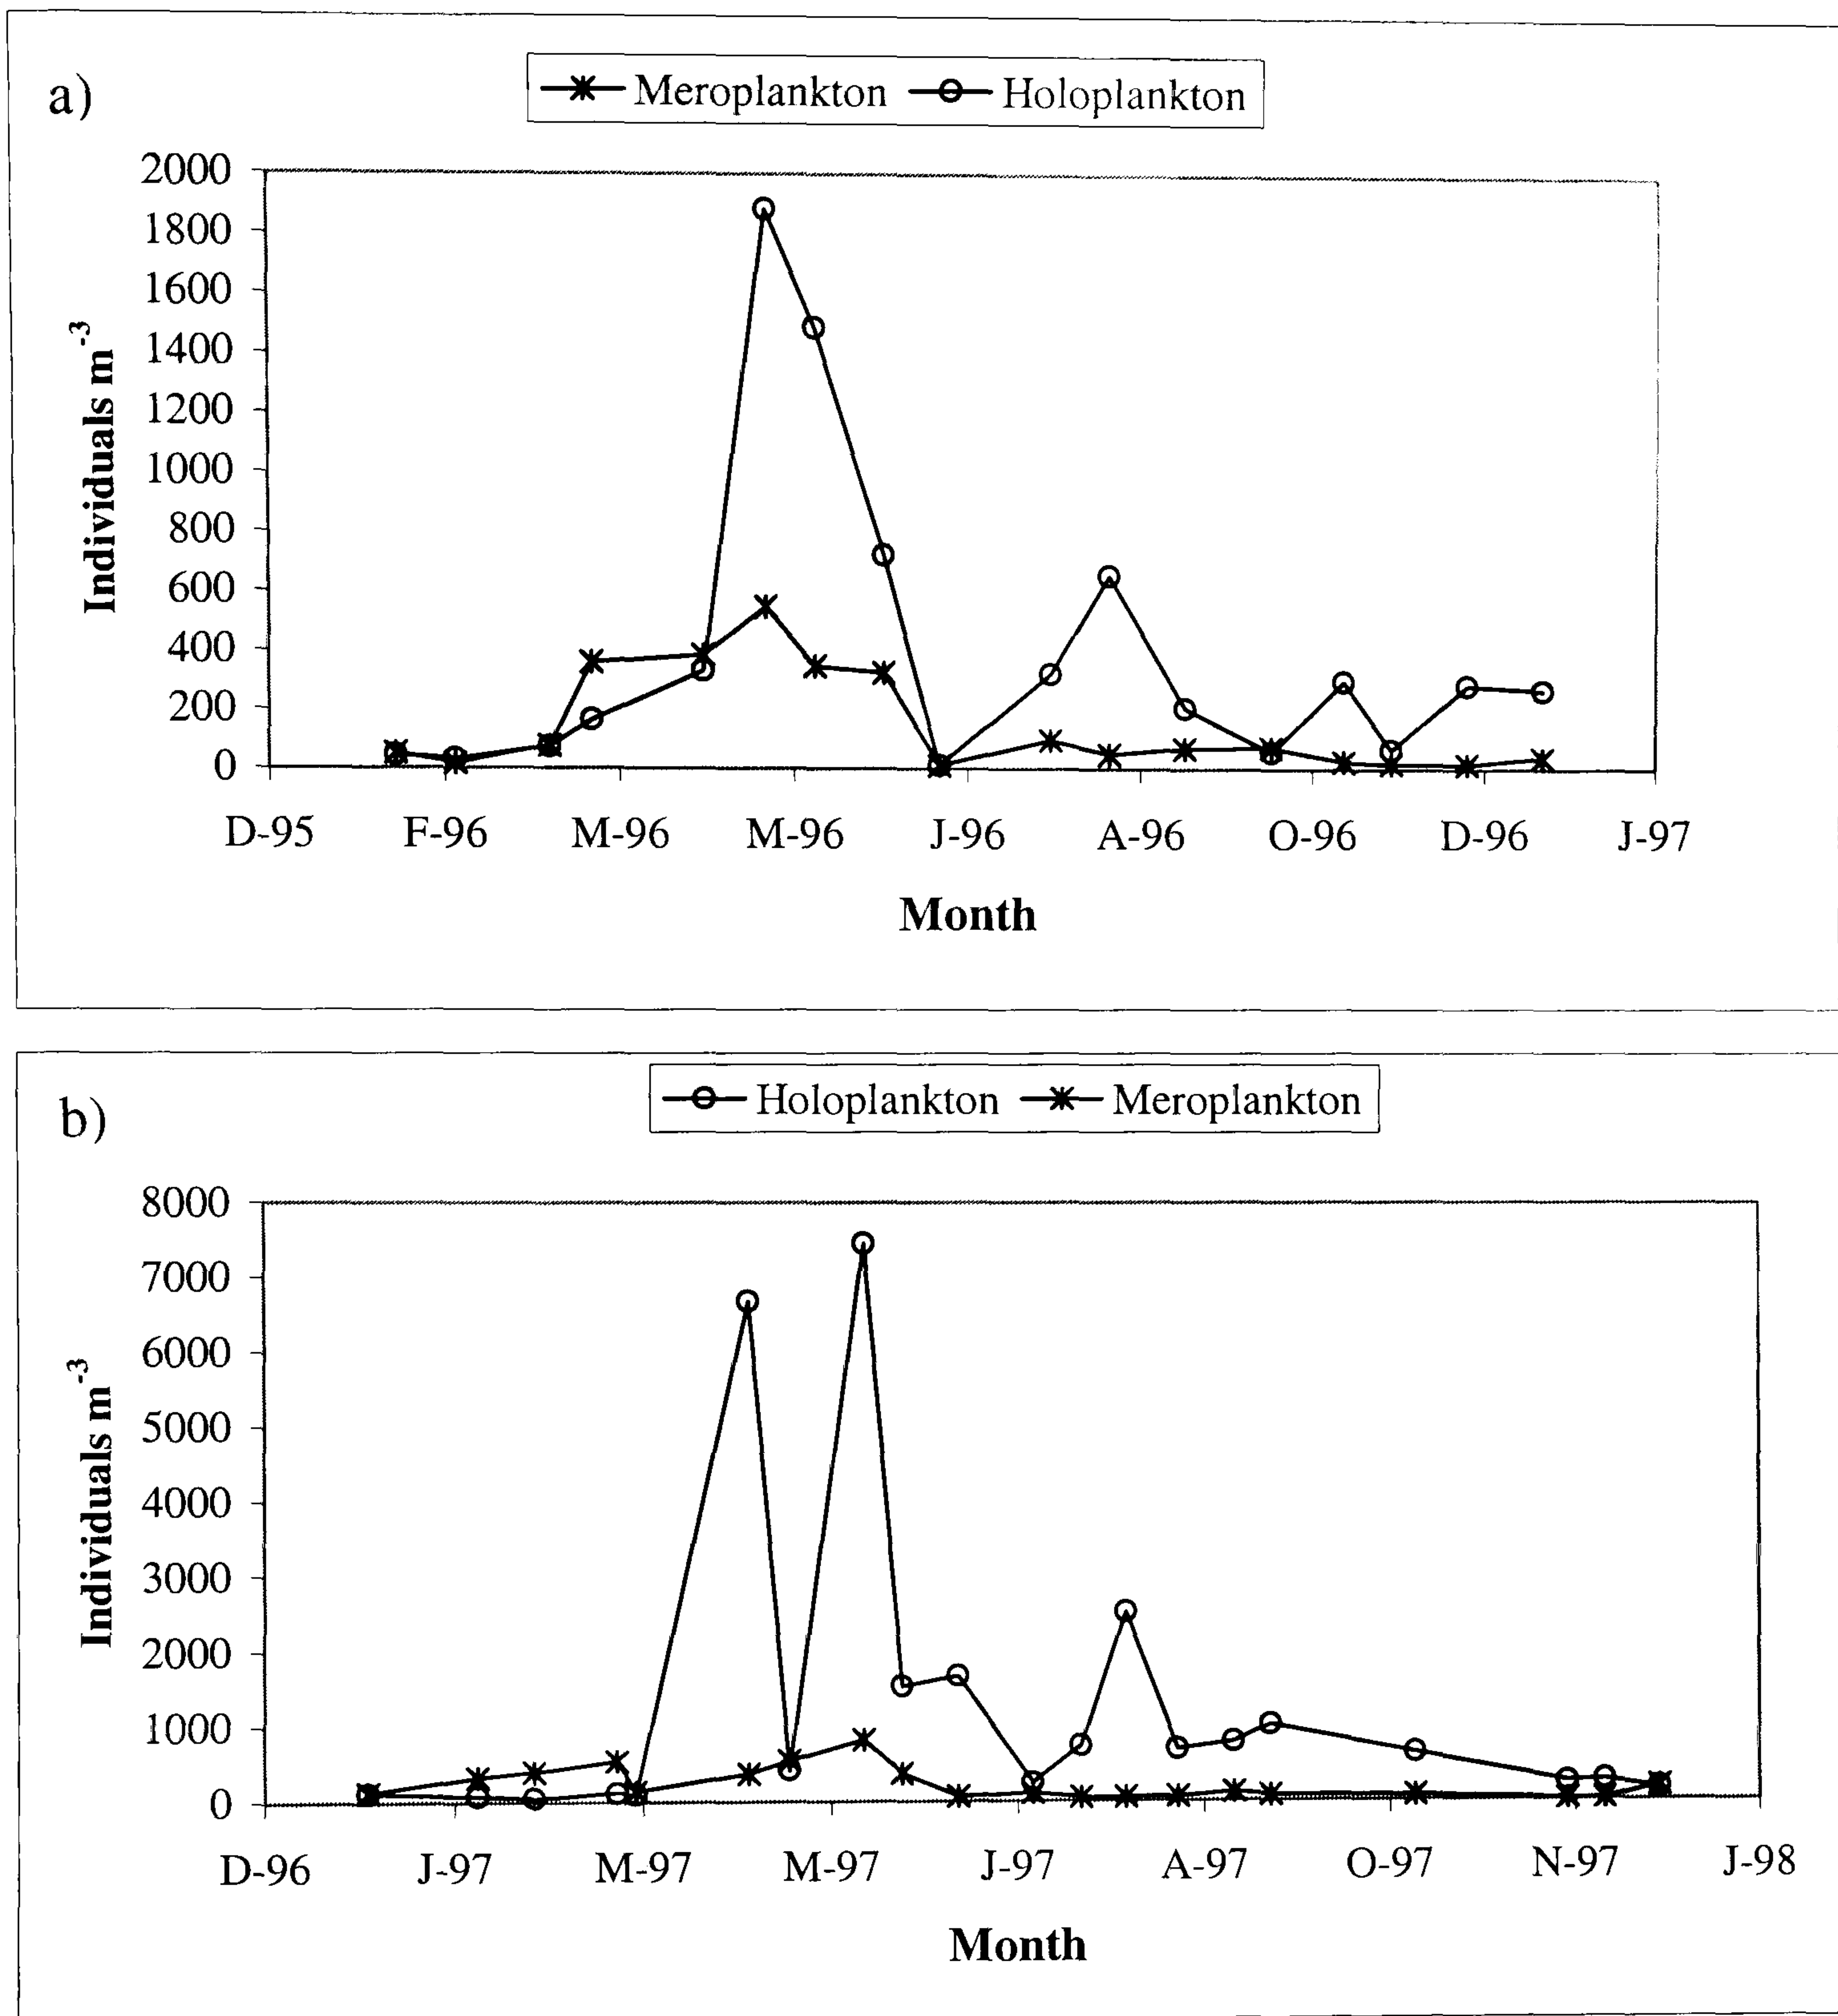 a)
Meroplankton Holoplankton
2000
1800
1600
1400
1200
1000
800
600
400
200
0
Individuals m-3
D-95 F-96 M-96 M-96 J-96 A-96 O-96 D-96 J-97
Month
b)
Holoplankton Meroplankton
8000
7000
6000
5000
4000
3000
2000
1000
0
Individuals m-3
D-96 J-97 M-97 M-97 J-97 A-97 O-97 N-97 J-98
Month